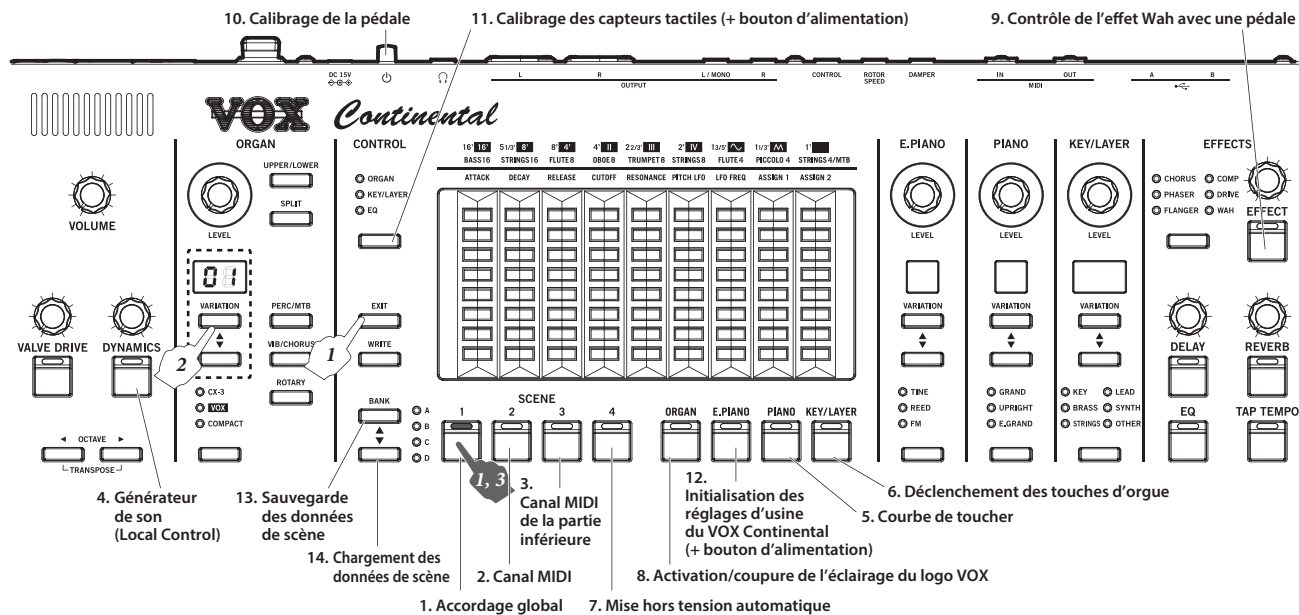 10. Calibrage de la pédale
11. Calibrage des capteurs tactiles (+ bouton d'alimentation)
9. Contrôle de l'effet Wah avec une pédale
DC 15V
L
R
OUTPUT
L / MONO
R
CONTROL
ROTOR
SPEED
DAMPER
IN
OUT
MIDI
A
B
VOX Continental
VOLUME
VALVE DRIVE
DYNAMICS
OCTAVE
TRANSPOSE
ORGAN
LEVEL
UPPER/LOWER
SPLIT
01
VARIATION
PERC/MTB
VIB/CHORUS
ROTARY
CX-3
VOX
COMPACT
2
CONTROL
ORGAN
KEY/LAYER
EQ
EXIT
1
WRITE
BANK
A
B
C
D
16' 16' 5 1/3' 8' 8' 4' 4' II 2 2/3' III 2' IV 1 3/5' 1 1/3' 1'
BASS16 STRINGS16 FLUTE8 OBOE8 TRUMPET8 STRINGS8 FLUTE4 PICCOLO 4 STRINGS4/MTB
ATTACK DECAY RELEASE CUTOFF RESONANCE PITCH LFO LFO FREQ ASSIGN 1 ASSIGN 2
SCENE
1 2 3 4
1, 3
ORGAN E.PIANO PIANO KEY/LAYER
E.PIANO
LEVEL
VARIATION
TINE
REED
FM
PIANO
LEVEL
VARIATION
GRAND
UPRIGHT
E.GRAND
KEY/LAYER
LEVEL
VARIATION
KEY LEAD
BRASS SYNTH
STRINGS OTHER
EFFECTS
CHORUS COMP
PHASER DRIVE
FLANGER WAH
EFFECT
DELAY
REVERB
EQ
TAP TEMPO
4. Générateur
de son
(Local Control)
13. Sauvegarde
des données
de scène
14. Chargement des
données de scène
1. Accordage global
2. Canal MIDI
3.
Canal MIDI
de la partie
inférieure
7. Mise hors tension automatique
12.
Initialisation des
réglages d'usine
du VOX Continental
(+ bouton d'alimentation)
8. Activation/coupure de l'éclairage du logo VOX
5. Courbe de toucher
6. Déclenchement des touches d'orgue